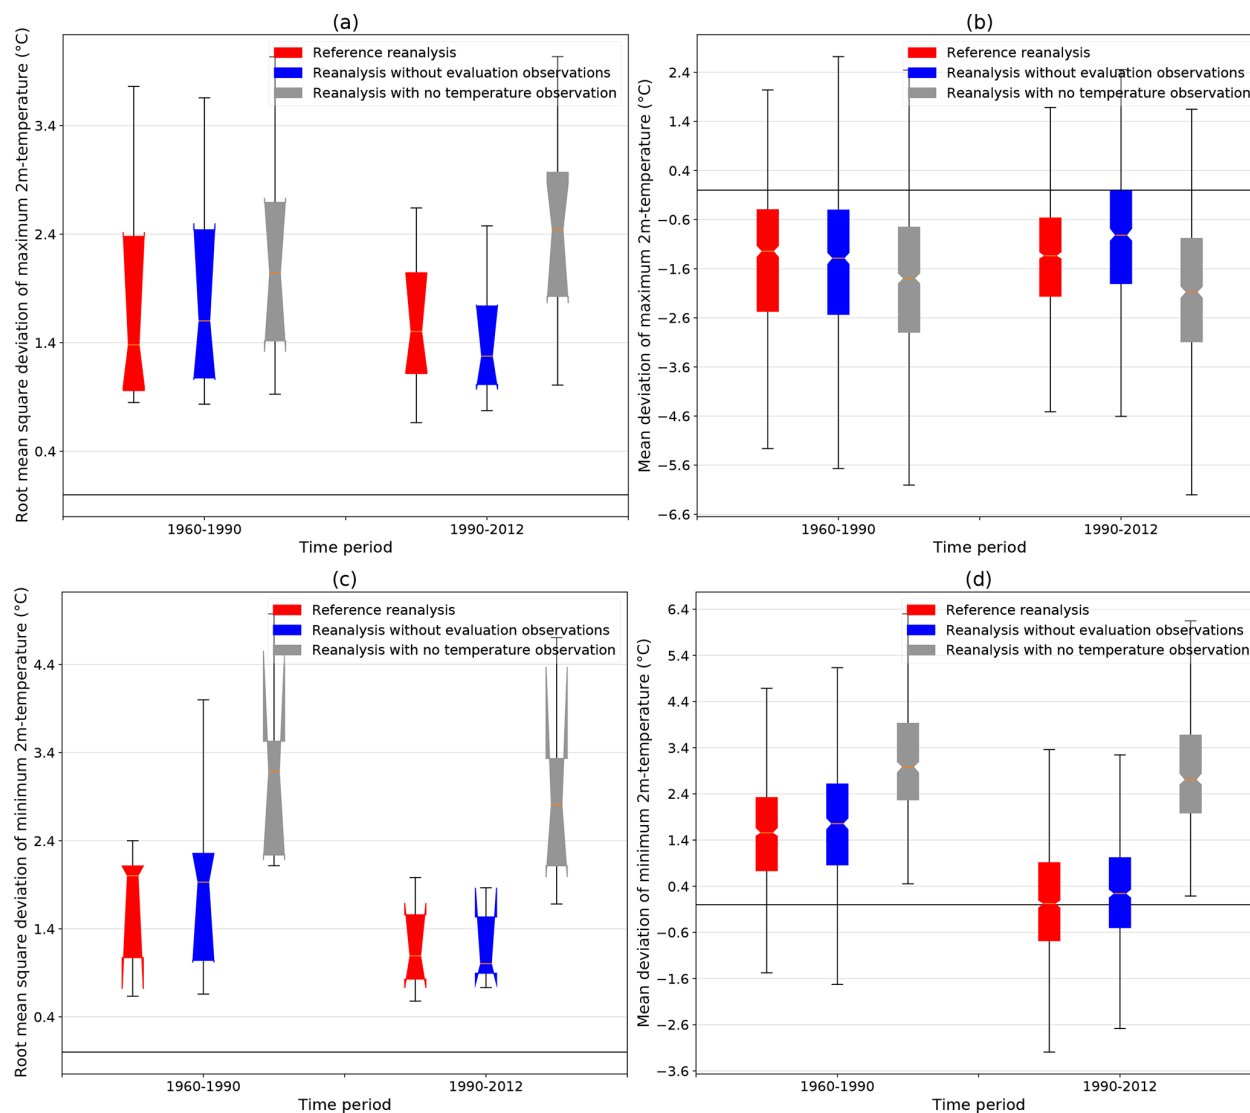 (a)
Root mean square deviation of maximum 2m-temperature (°C)
3.4
2.4
1.4
0.4
Reference reanalysis
Reanalysis without evaluation observations
Reanalysis with no temperature observation
1960-1990
1990-2012
Time period
(b)
Mean deviation of maximum 2m-temperature (°C)
2.4
1.4
0.4
−0.6
−1.6
−2.6
−3.6
−4.6
−5.6
−6.6
Reference reanalysis
Reanalysis without evaluation observations
Reanalysis with no temperature observation
1960-1990
1990-2012
Time period
(c)
Root mean square deviation of minimum 2m-temperature (°C)
4.4
3.4
2.4
1.4
0.4
Reference reanalysis
Reanalysis without evaluation observations
Reanalysis with no temperature observation
1960-1990
1990-2012
Time period
(d)
Mean deviation of minimum 2m-temperature (°C)
6.4
5.4
4.4
3.4
2.4
1.4
0.4
−0.6
−1.6
−2.6
−3.6
Reference reanalysis
Reanalysis without evaluation observations
Reanalysis with no temperature observation
1960-1990
1990-2012
Time period